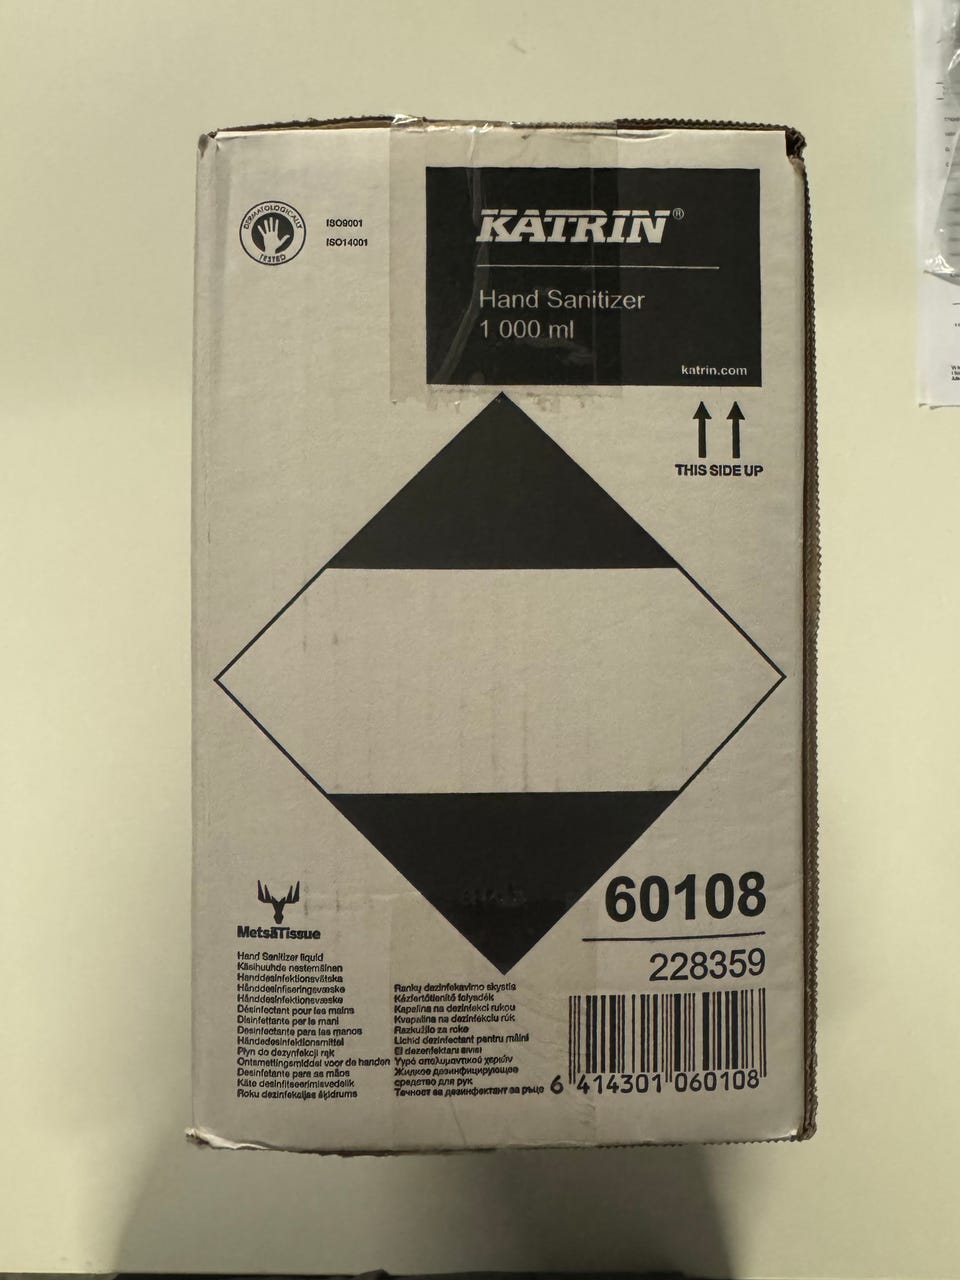 DERMATOLOGICALLY
TESTED
ISO9001
ISO14001
KATRIN®
Hand Sanitizer
1 000 ml
katrin.com
THIS SIDE UP
60108
228359
MetsäTissue
Hand Sanitizer liquid
Käsihuuhde nestemäinen
Handdesinfektionsvätska
Hånddesinfiseringsvæske
Hånddesinfektionsvæske
Désinfectant pour les mains
Disinfettante per le mani
Desinfectante para las manos
Händedesinfektionsmittel
Płyn do dezynfekcji rąk
Ontsmettingsmiddel voor de handen
Desinfetante para as mãos
Käte desinfitseerimisvedelik
Roku dezinfekcijas šķidrums
Rankų dezinfekavimo skystis
Kézfertőtlenítő folyadék
Kapalina na dezinfekci rukou
Kvapalina na dezinfekciu rúk
Razkužilo za roke
Lichid dezinfectant pentru mâini
El dezenfektanı sıvısı
Υγρό απολυμαντικού χεριών
Жидкое дезинфицирующее
средство для рук
Течност за дезинфектант за ръце
6 414301 060108